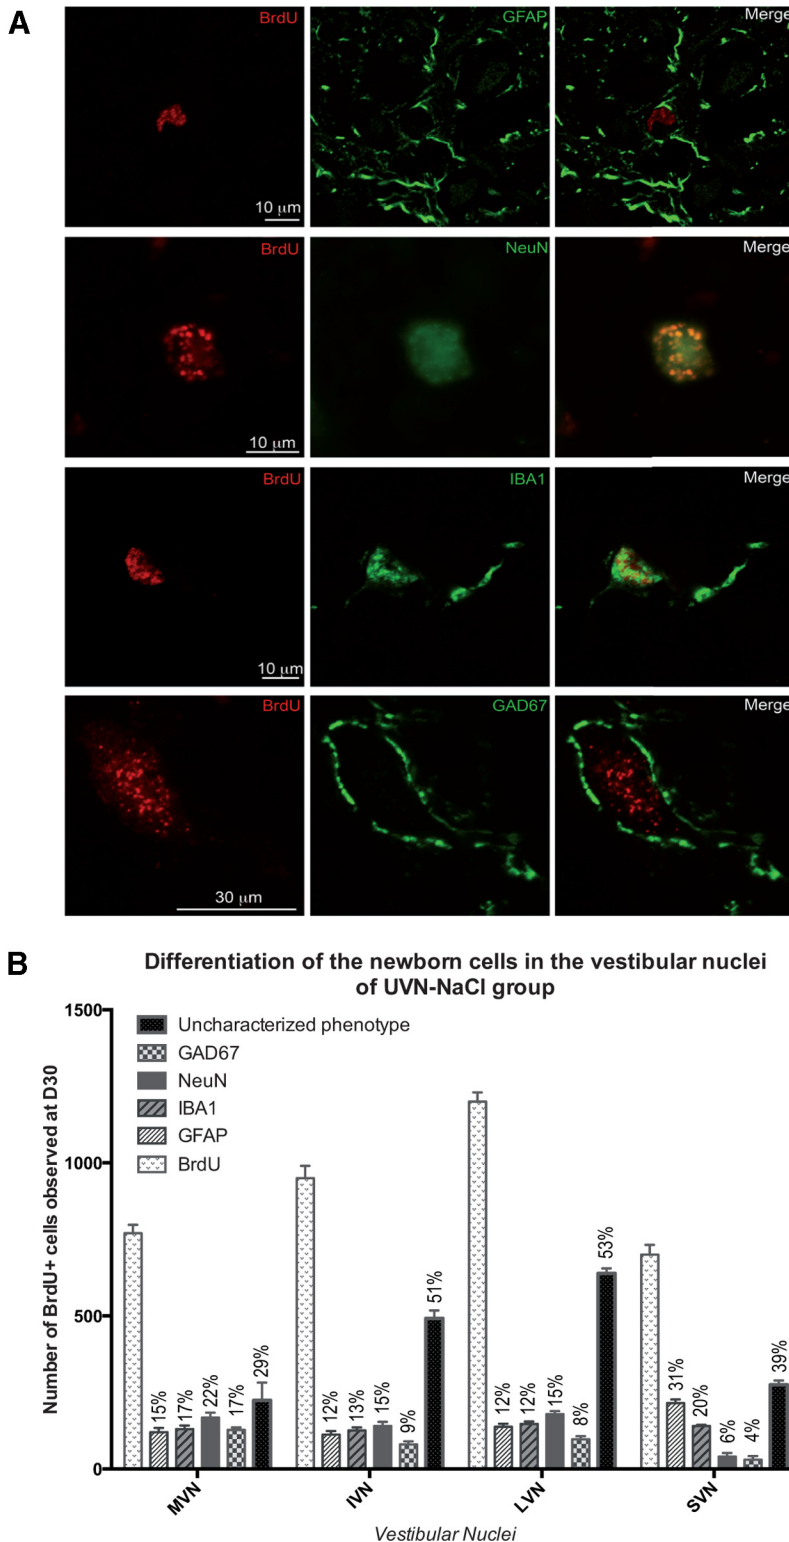 A
BrdU
GFAP
Merge
10 μm
BrdU
NeuN
Merge
10 μm
BrdU
IBA1
Merge
10 μm
BrdU
GAD67
Merge
30 μm
B
Differentiation of the newborn cells in the vestibular nuclei
of UVN-NaCl group
Number of BrdU+ cells observed at D30
1500
1000
500
0
Uncharacterized phenotype
GAD67
NeuN
IBA1
GFAP
BrdU
15%
17%
22%
17%
29%
12%
13%
15%
9%
51%
12%
12%
15%
8%
53%
31%
20%
6%
4%
39%
MVN
IVN
LVN
SVN
Vestibular Nuclei